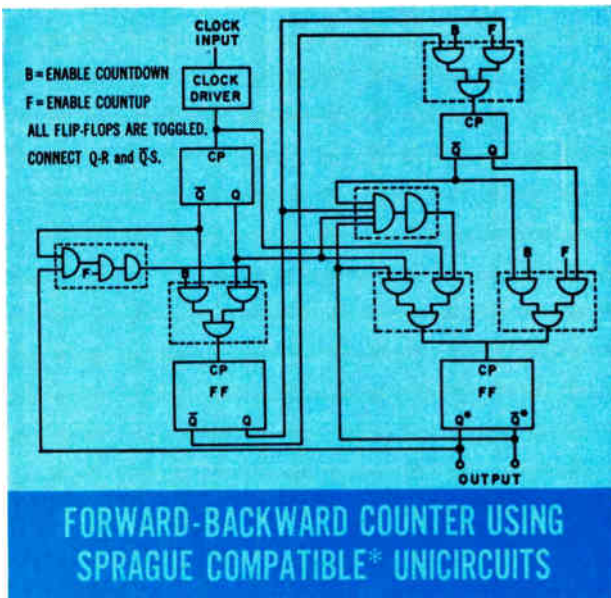 CLOCK
INPUT
B = ENABLE COUNTDOWN
F = ENABLE COUNTUP
ALL FLIP-FLOPS ARE TOGGLED.
CONNECT Q-R and Q̅-S.
CLOCK
DRIVER
CP
Q̅ Q
B F
CP
Q̅ Q
F
B
B F
CP
FF
Q̅ Q
CP
FF
Q* Q̅*
OUTPUT
FORWARD-BACKWARD COUNTER USING
SPRAGUE COMPATIBLE* UNICIRCUITS